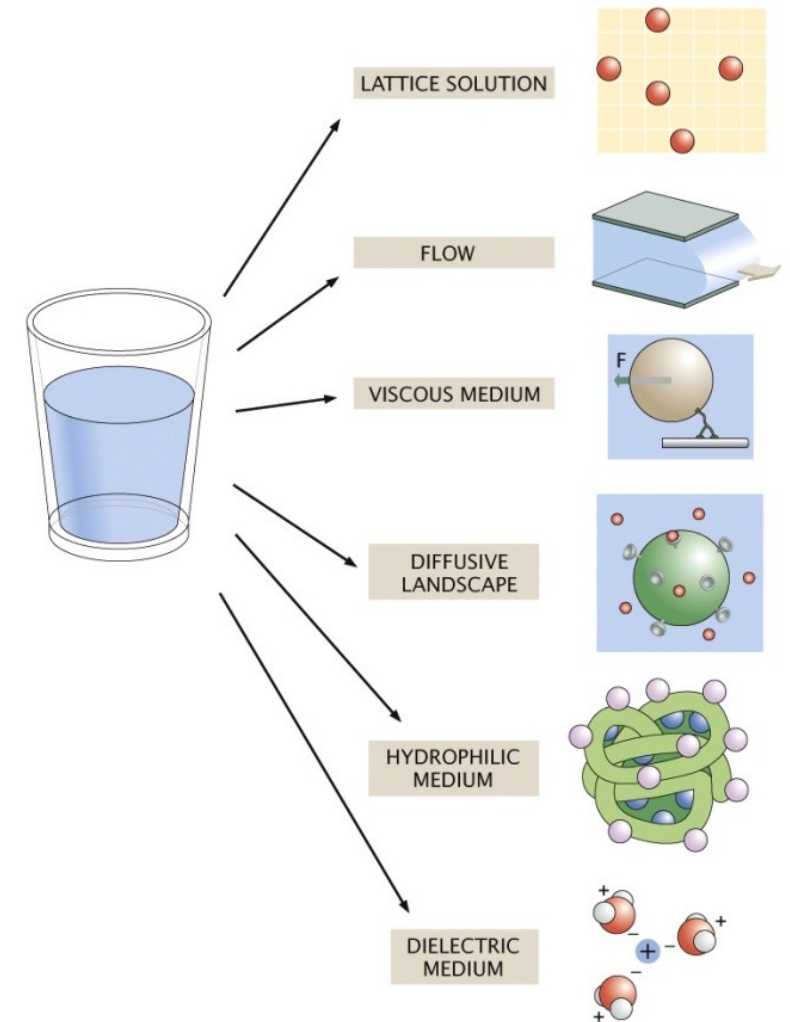 LATTICE SOLUTION
FLOW
VISCOUS MEDIUM
F
DIFFUSIVE
LANDSCAPE
HYDROPHILIC
MEDIUM
DIELECTRIC
MEDIUM
+
+
−
+ −
−
+